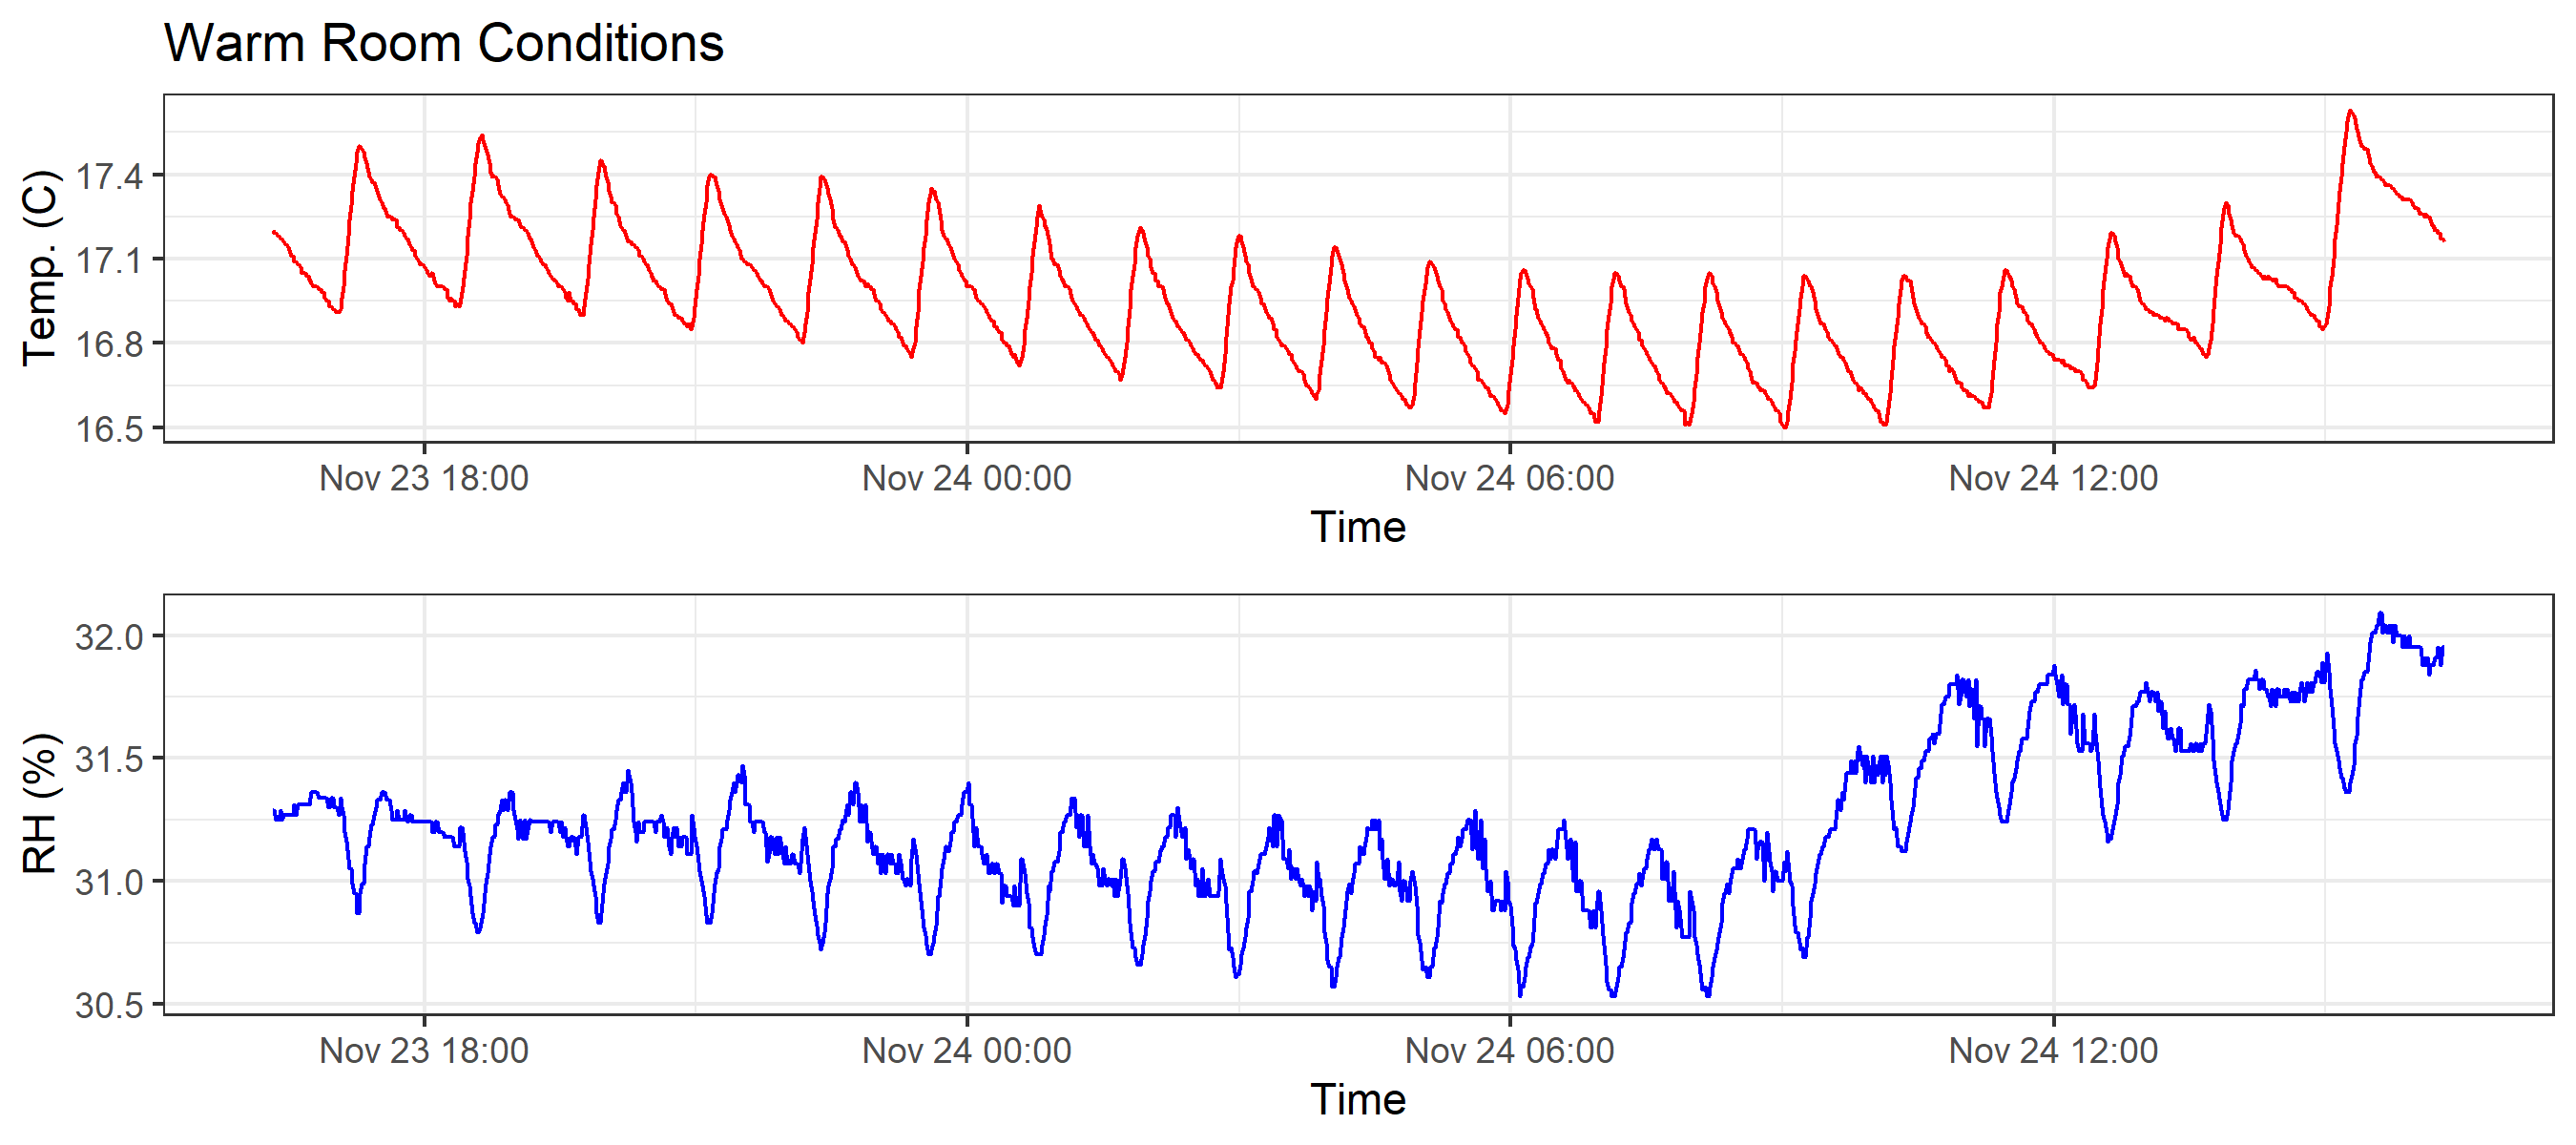 Warm Room Conditions
Temp. (C)
17.4
17.1
16.8
16.5
Nov 23 18:00 Nov 24 00:00 Nov 24 06:00 Nov 24 12:00
Time
RH (%)
32.0
31.5
31.0
30.5
Nov 23 18:00 Nov 24 00:00 Nov 24 06:00 Nov 24 12:00
Time